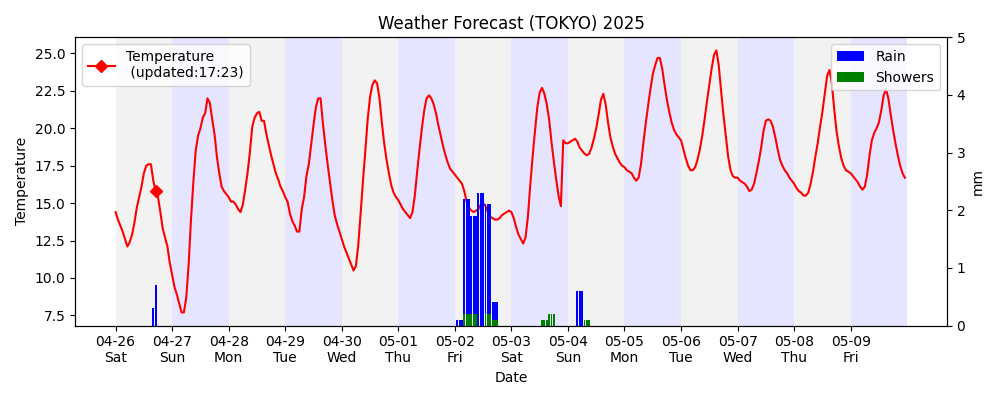 Weather Forecast (TOKYO) 2025
Temperature
(updated:17:23)
Rain
Showers
Temperature
25.0
22.5
20.0
17.5
15.0
12.5
10.0
7.5
5
4
3
2
1
0
mm
04-26 04-27 04-28 04-29 04-30 05-01 05-02 05-03 05-04 05-05 05-06 05-07 05-08 05-09
Sat Sun Mon Tue Wed Thu Fri Sat Sun Mon Tue Wed Thu Fri
Date